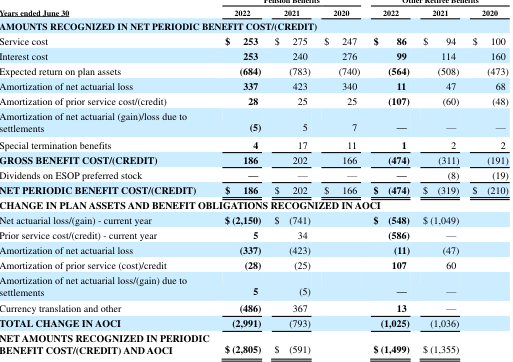 Pension Benefits Other Retiree Benefits
Years ended June 30 2022 2021 2020 2022 2021 2020
AMOUNTS RECOGNIZED IN NET PERIODIC BENEFIT COST/(CREDIT)
Service cost $ 253 $ 275 $ 247 $ 86 $ 94 $ 100
Interest cost 253 240 276 99 114 160
Expected return on plan assets (684) (783) (740) (564) (508) (473)
Amortization of net actuarial loss 337 423 340 11 47 68
Amortization of prior service cost/(credit) 28 25 25 (107) (60) (48)
Amortization of net actuarial (gain)/loss due to
settlements (5) 5 7 — — —
Special termination benefits 4 17 11 1 2 2
GROSS BENEFIT COST/(CREDIT) 186 202 166 (474) (311) (191)
Dividends on ESOP preferred stock — — — — (8) (19)
NET PERIODIC BENEFIT COST/(CREDIT) $ 186 $ 202 $ 166 $ (474) $ (319) $ (210)
CHANGE IN PLAN ASSETS AND BENEFIT OBLIGATIONS RECOGNIZED IN AOCI
Net actuarial loss/(gain) - current year $ (2,150) $ (741) $ (548) $ (1,049)
Prior service cost/(credit) - current year 5 34 (586) —
Amortization of net actuarial loss (337) (423) (11) (47)
Amortization of prior service (cost)/credit (28) (25) 107 60
Amortization of net actuarial loss/(gain) due to
settlements 5 (5) — —
Currency translation and other (486) 367 13 —
TOTAL CHANGE IN AOCI (2,991) (793) (1,025) (1,036)
NET AMOUNTS RECOGNIZED IN PERIODIC
BENEFIT COST/(CREDIT) AND AOCI $ (2,805) $ (591) $ (1,499) $ (1,355)